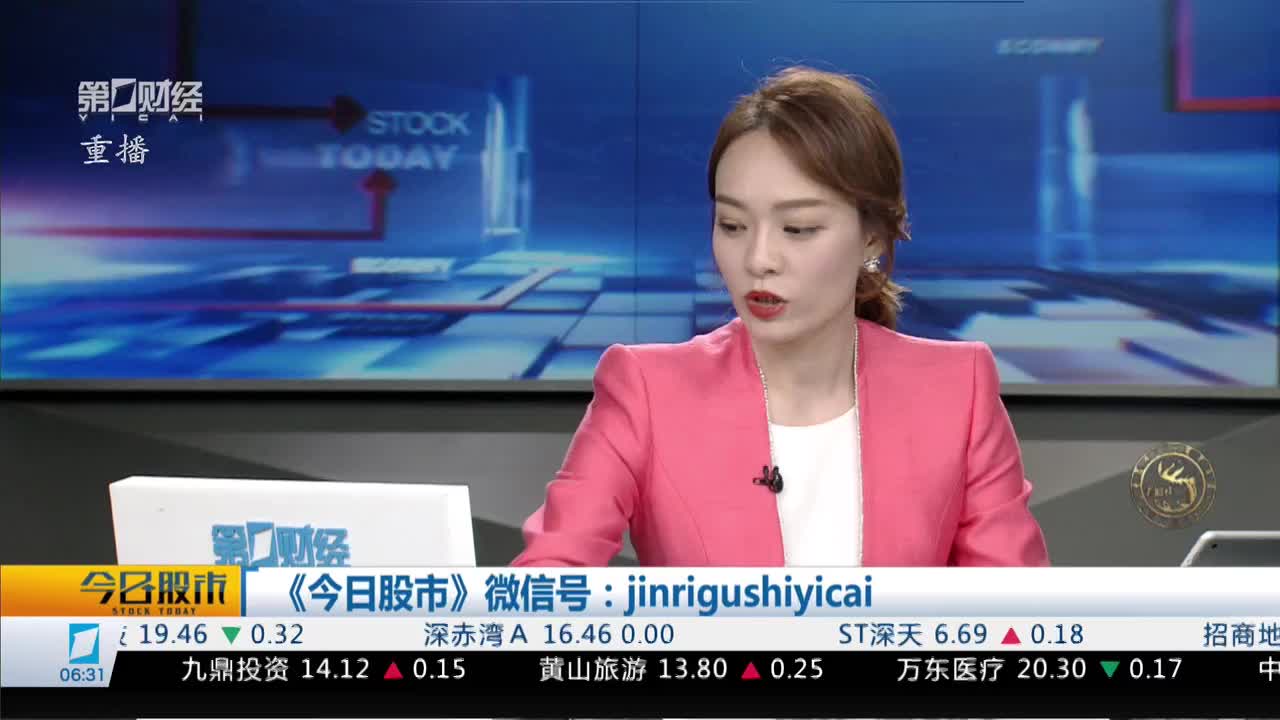 第一财经
YICAI
重播
STOCK
TODAY
ECONMY
ECONMY
第一财经
今日股市
STOCK TODAY
《今日股市》微信号：jinrigushiyicai
19.46 ▼ 0.32 深赤湾A 16.46 0.00 ST深天 6.69 ▲ 0.18 招商地
06:31
九鼎投资 14.12 ▲ 0.15 黄山旅游 13.80 ▲ 0.25 万东医疗 20.30 ▼ 0.17 中